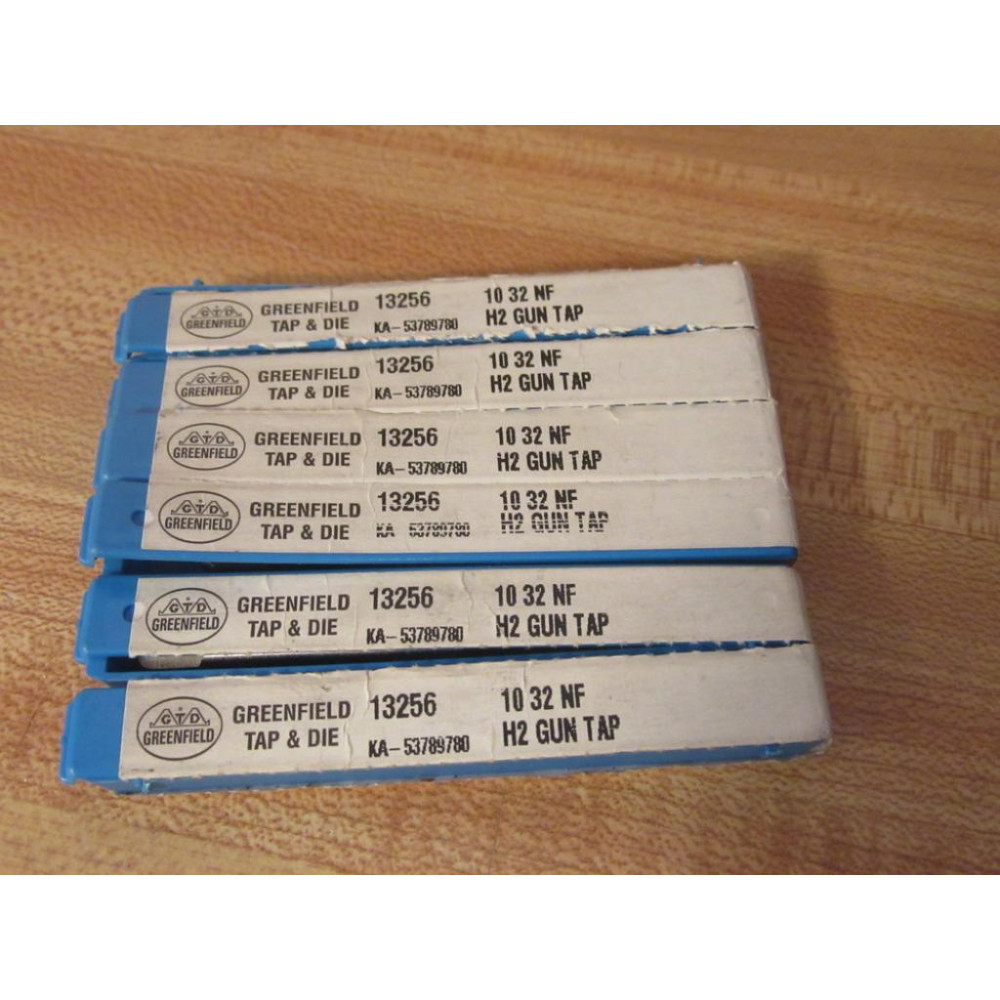 GTD
GREENFIELD
GREENFIELD
TAP & DIE
13256
KA-53789780
10 32 NF
H2 GUN TAP
GTD
GREENFIELD
GREENFIELD
TAP & DIE
13256
KA-53789780
10 32 NF
H2 GUN TAP
GTD
GREENFIELD
GREENFIELD
TAP & DIE
13256
KA-53789780
10 32 NF
H2 GUN TAP
GTD
GREENFIELD
GREENFIELD
TAP & DIE
13256
KA 53789780
10 32 NF
H2 GUN TAP
GTD
GREENFIELD
GREENFIELD
TAP & DIE
13256
KA-53789780
10 32 NF
H2 GUN TAP
GTD
GREENFIELD
GREENFIELD
TAP & DIE
13256
KA-53789780
10 32 NF
H2 GUN TAP